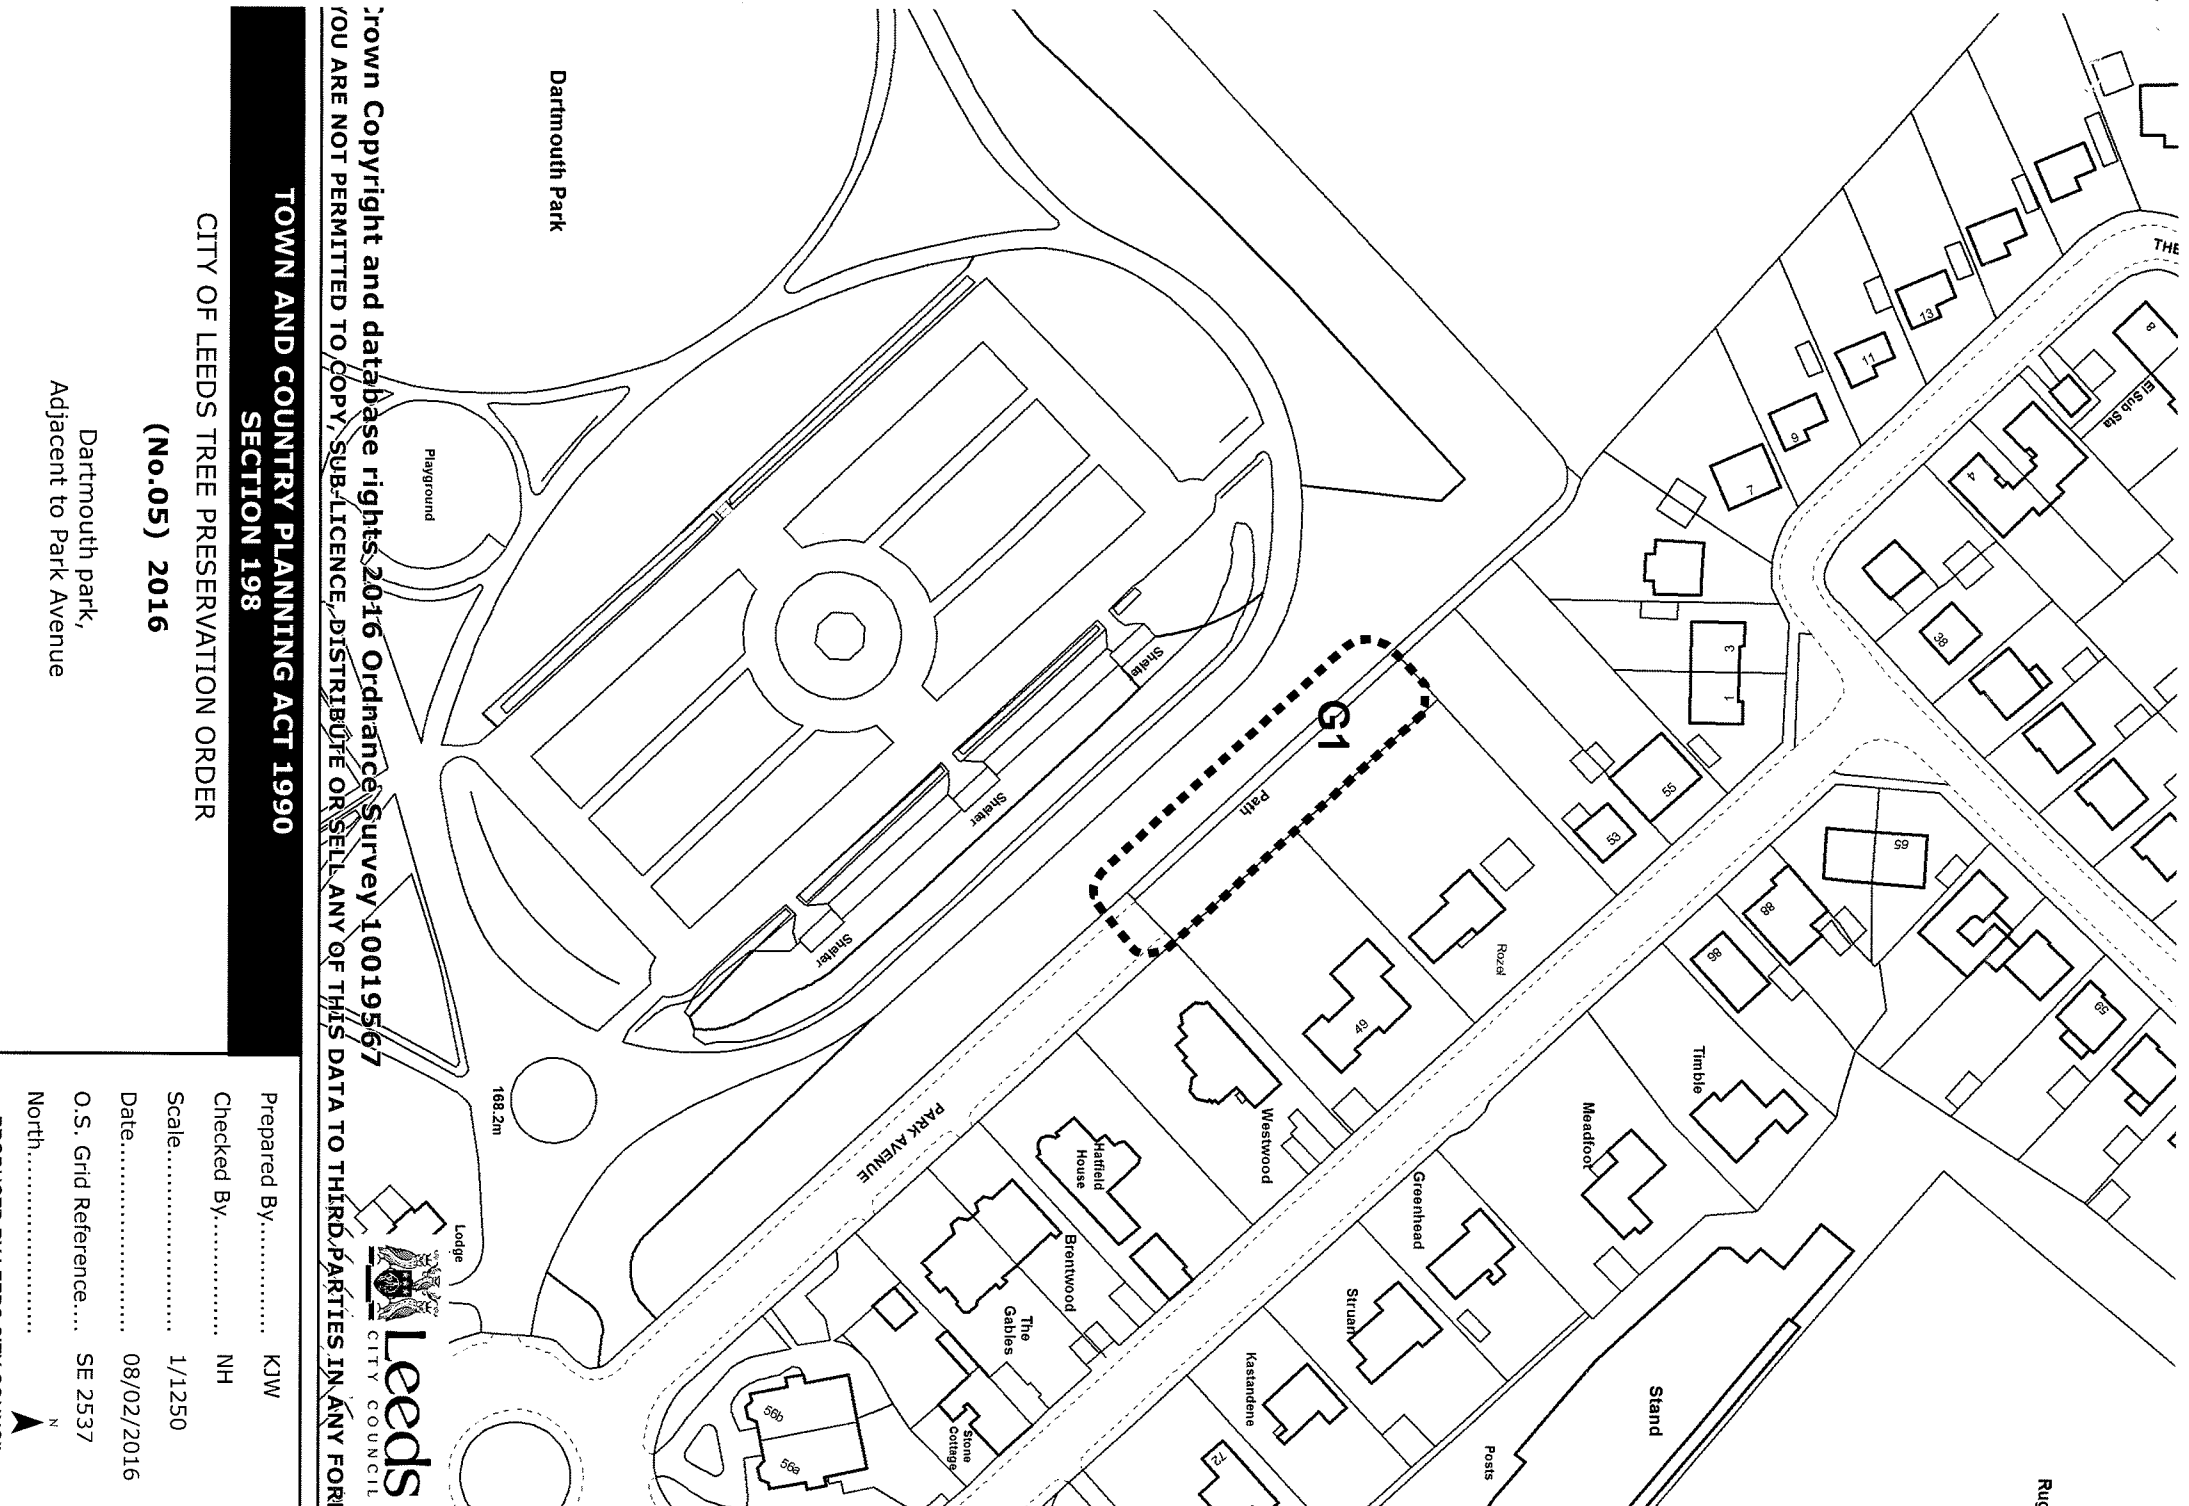 THE
8
13
11
9
7
El Sub Sta
4
38
3
1
55
53
65
88
86
59
Rozel
49
Timble
Meadfoot
Westwood
Greenhead
Struan
Kastandene
72
Hatfield
House
Brentwood
The
Gables
Stone
Cottage
56b
56a
Stand
Posts
G1
Path
PARK AVENUE
Shelte
Shelter
Shelter
168.2m
Lodge
Playground
Dartmouth Park
rown Copyright and database rights 2016 Ordnance Survey 10019567
YOU ARE NOT PERMITTED TO COPY, SUB-LICENCE, DISTRIBUTE OR SELL ANY OF THIS DATA TO THIRD PARTIES IN ANY FOR
Leeds
CITY COUNCIL
TOWN AND COUNTRY PLANNING ACT 1990
SECTION 198
CITY OF LEEDS TREE PRESERVATION ORDER
(No.05) 2016
Dartmouth park,
Adjacent to Park Avenue
Prepared By............ KJW
Checked By............ NH
Scale...................... 1/1250
Date...................... 08/02/2016
O.S. Grid Reference.... SE 2537
North......................
N